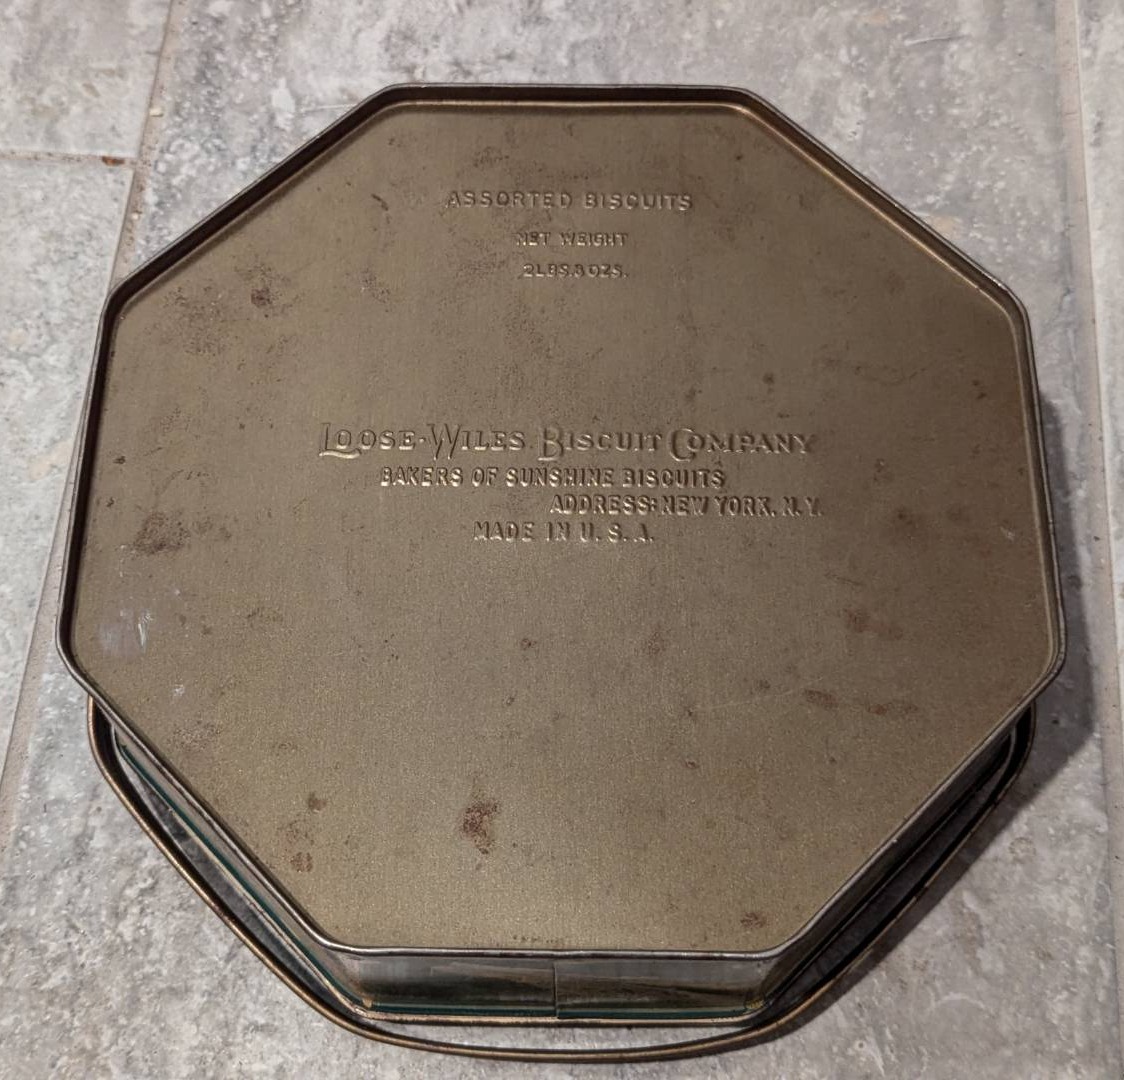 ASSORTED BISCUITS
NET WEIGHT
2LBS.8OZS.
LOOSE-WILES BISCUIT COMPANY
BAKERS OF SUNSHINE BISCUITS
ADDRESS: NEW YORK, N.Y.
MADE IN U.S.A.